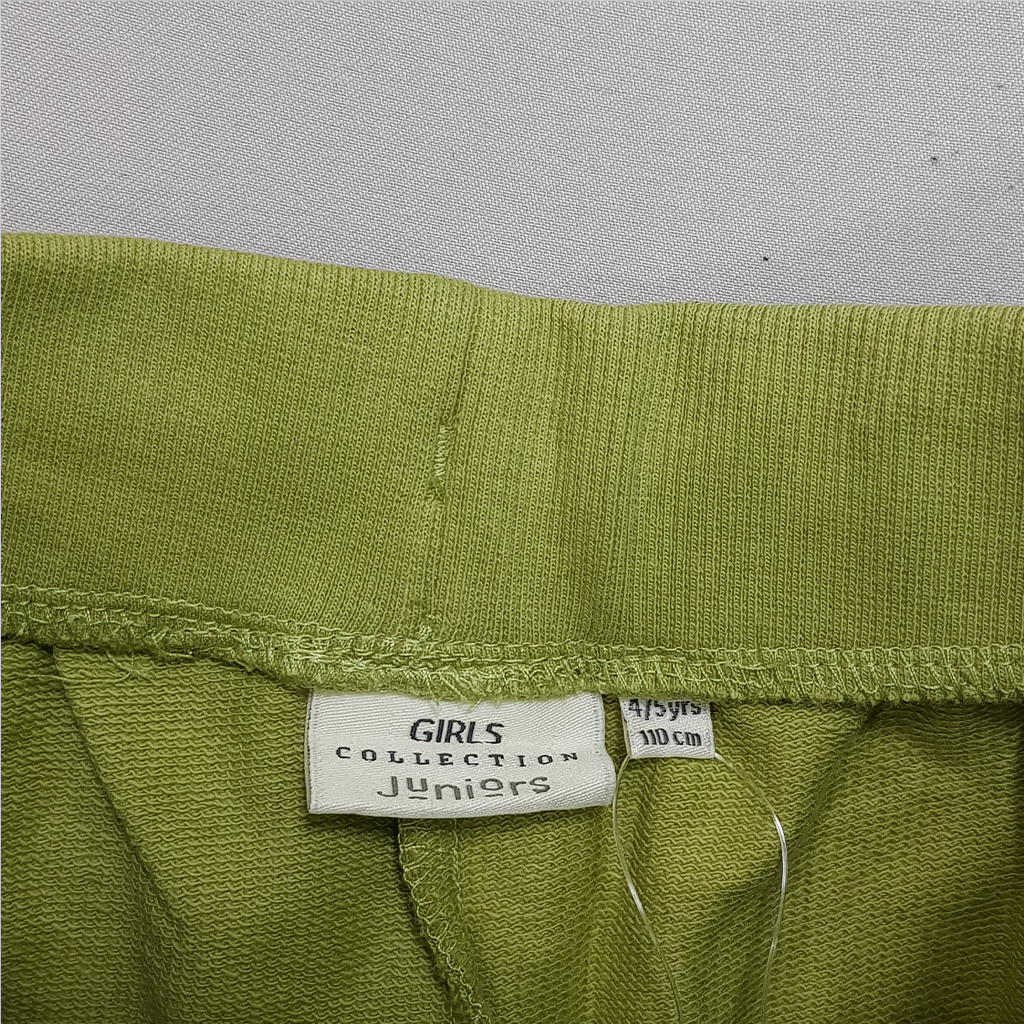 GIRLS
COLLECTION
Juniors
4/5yrs
110 cm